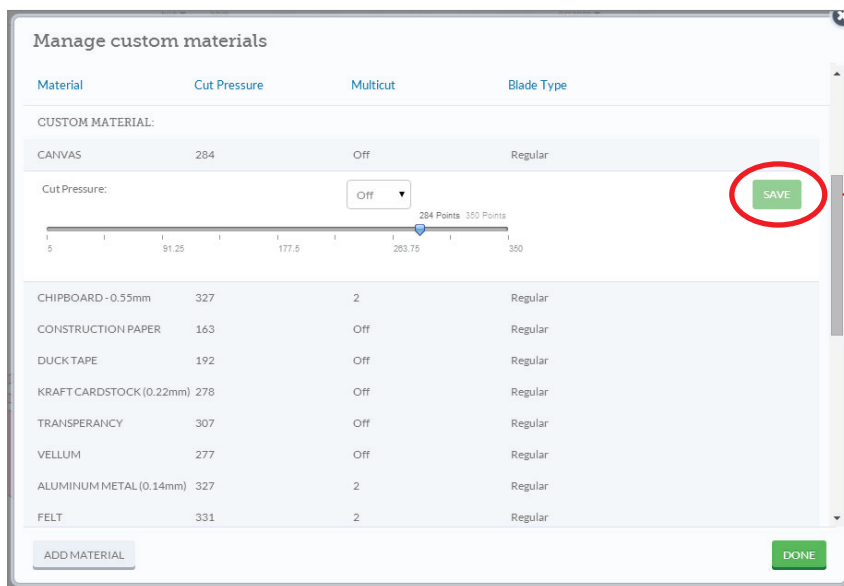 Manage custom materials
Material Cut Pressure Multicut Blade Type
CUSTOM MATERIAL:
CANVAS 284 Off Regular
Cut Pressure: Off SAVE
284 Points 350 Points
5 91.25 177.5 263.75 350
CHIPBOARD - 0.55mm 327 2 Regular
CONSTRUCTION PAPER 163 Off Regular
DUCK TAPE 192 Off Regular
KRAFT CARDSTOCK (0.22mm) 278 Off Regular
TRANSPERANCY 307 Off Regular
VELLUM 277 Off Regular
ALUMINUM METAL (0.14mm) 327 2 Regular
FELT 331 2 Regular
ADD MATERIAL DONE